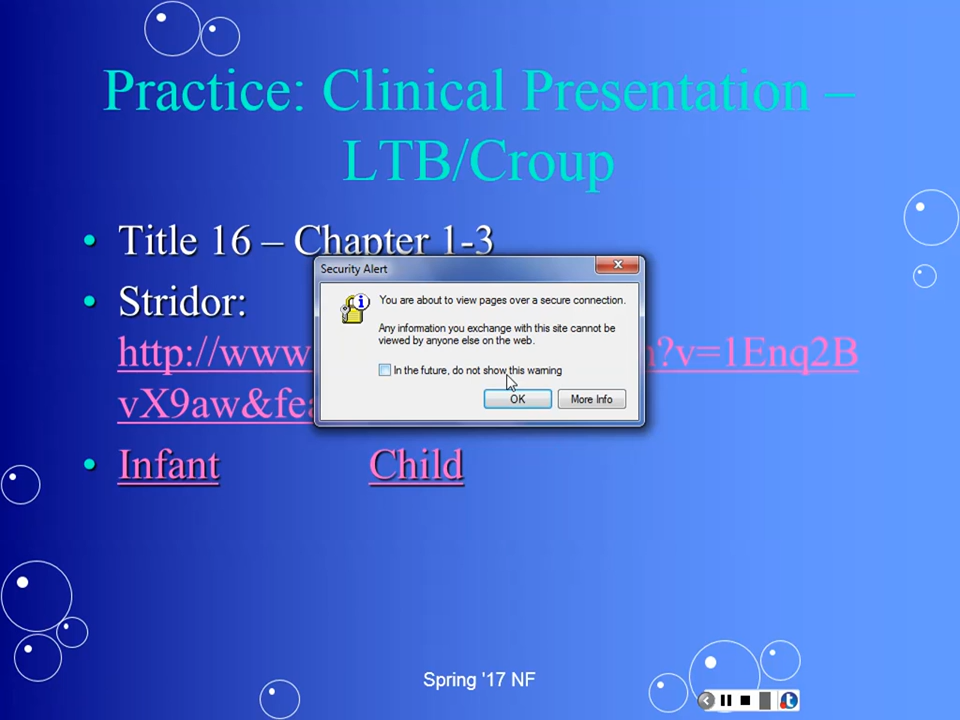 Practice: Clinical Presentation –
LTB/Croup
• Title 16 – Chapter 1-3
• Stridor:
http://www ?v=1Enq2B
vX9aw&fea
• Infant Child
Security Alert
You are about to view pages over a secure connection.
Any information you exchange with this site cannot be
viewed by anyone else on the web.
In the future, do not show this warning
OK More Info
Spring '17 NF